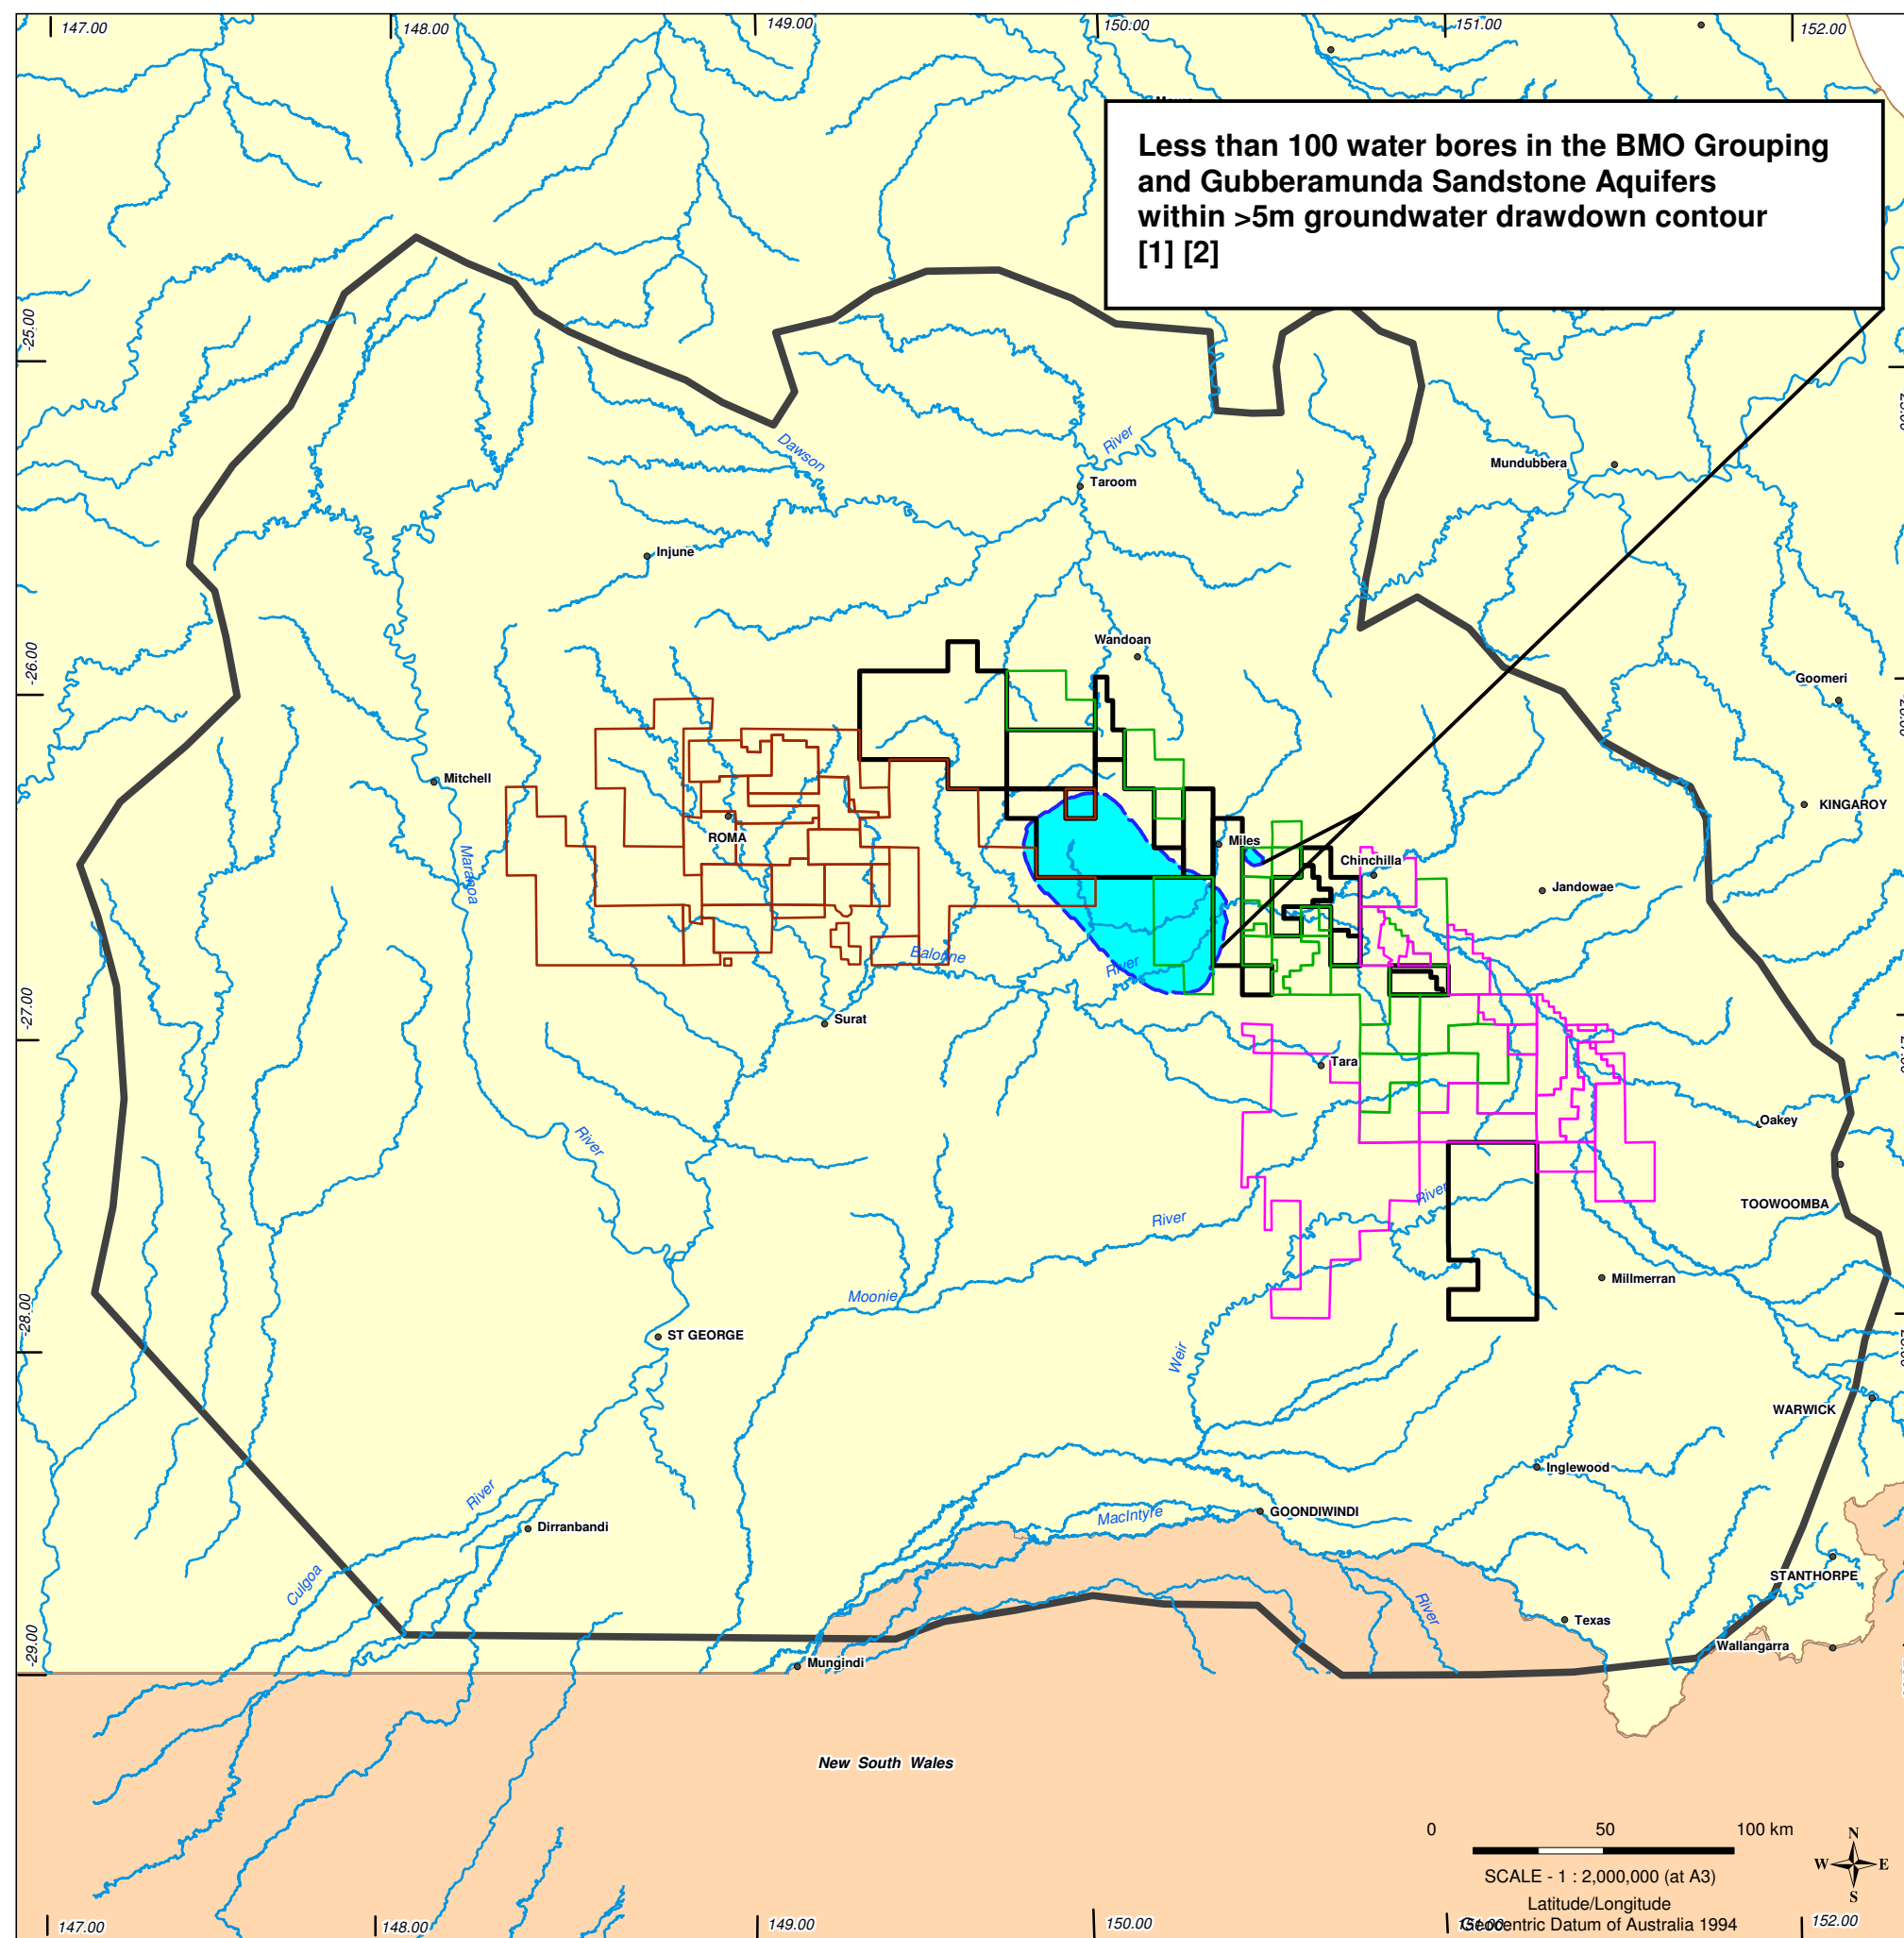 147.00
148.00
149.00
150.00
151.00
152.00
Less than 100 water bores in the BMO Grouping
and Gubberamunda Sandstone Aquifers
within >5m groundwater drawdown contour
[1] [2]
-25.00
Dawson
River
Taroom
Mundubbera
Injune
-26.00
Wandoan
Goomeri
Mitchell
KINGAROY
ROMA
Miles
Chinchilla
Maranoa
Jandowae
Balonne
River
-27.00
Surat
Tara
Oakey
River
River
River
TOOWOOMBA
Millmerran
Moonie
-28.00
ST GEORGE
Weir
WARWICK
Inglewood
River
GOONDIWINDI
MacIntyre
Dirranbandi
Culgoa
STANTHORPE
River
Texas
-29.00
Wallangarra
Mungindi
New South Wales
0 50 100 km
N
W E
S
SCALE - 1 : 2,000,000 (at A3)
Latitude/Longitude
Geocentric Datum of Australia 1994
147.00
148.00
149.00
150.00
151.00
152.00